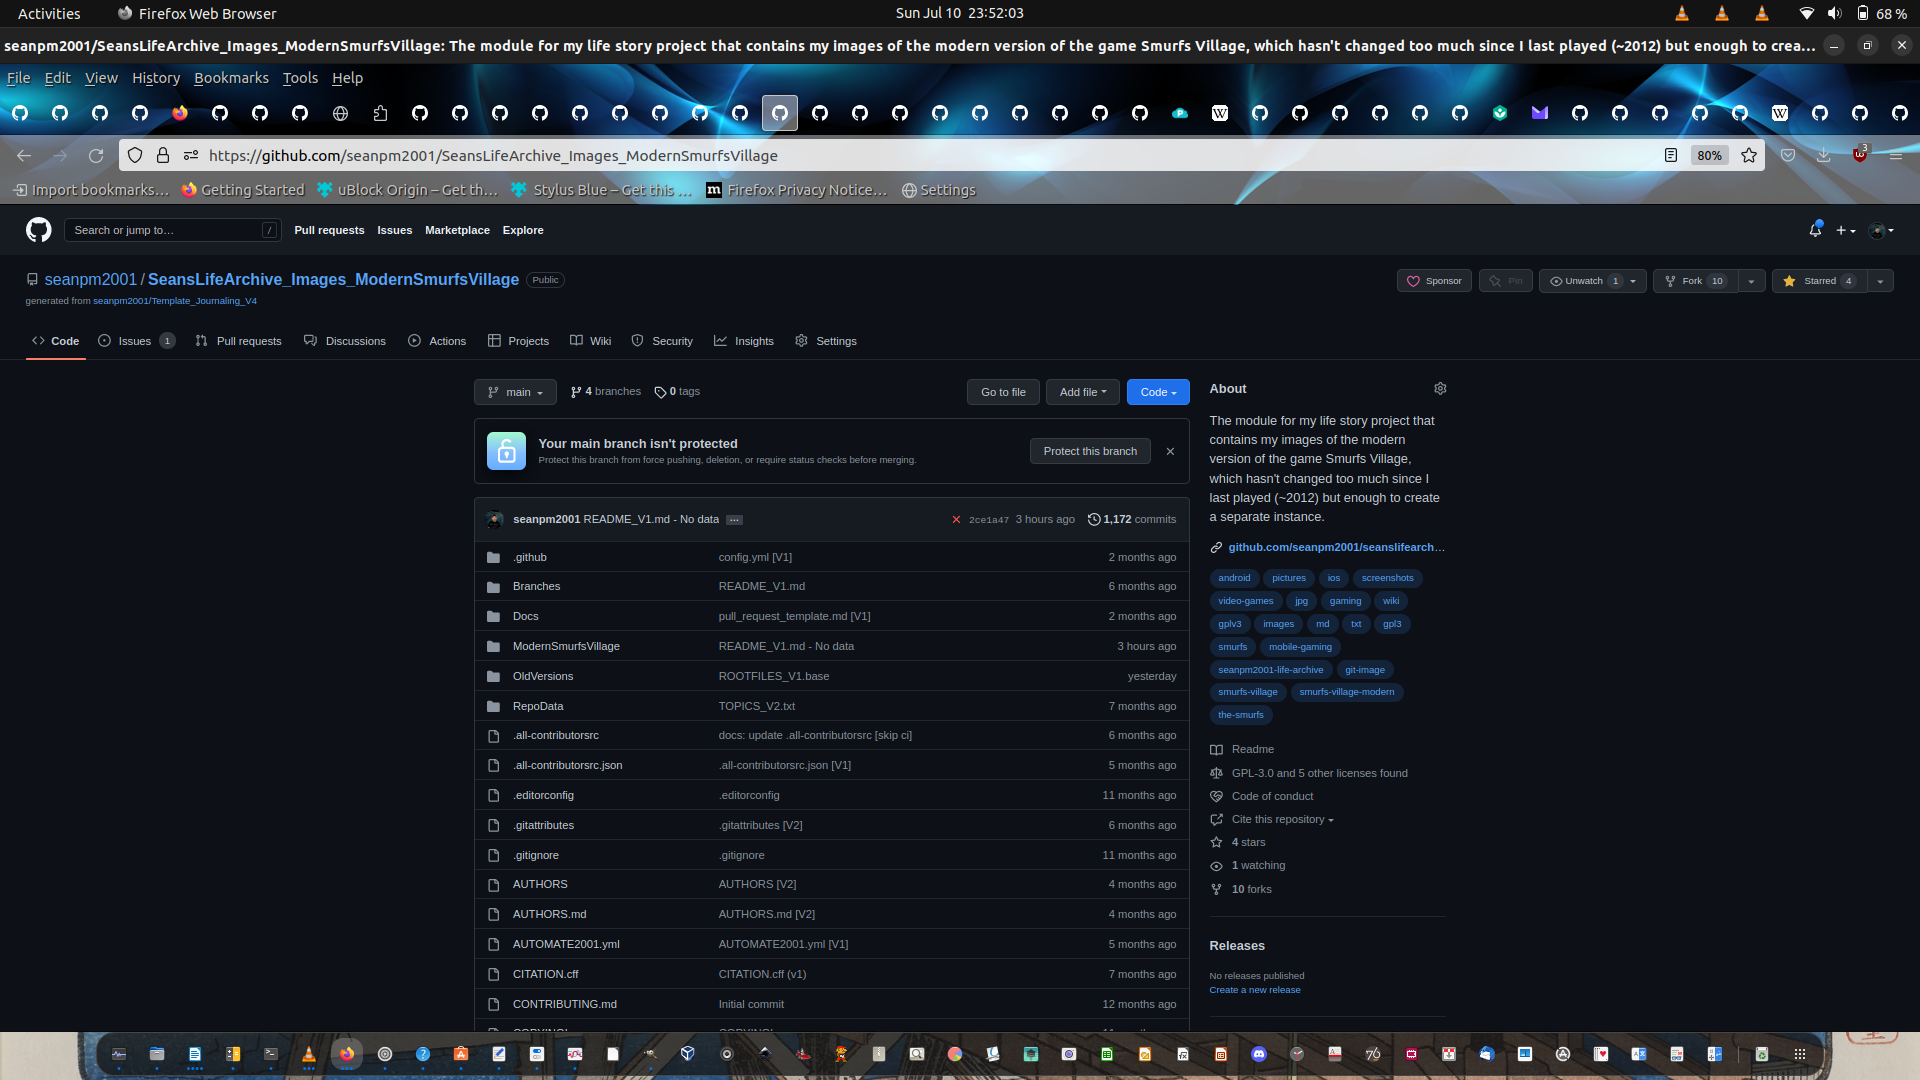 Activities
Firefox Web Browser
Sun Jul 10 23:52:03
68 %
seanpm2001/SeansLifeArchive_Images_ModernSmurfsVillage: The module for my life story project that contains my images of the modern version of the game Smurfs Village, which hasn't changed too much since I last played (~2012) but enough to crea…
File Edit View History Bookmarks Tools Help
https://github.com/seanpm2001/SeansLifeArchive_Images_ModernSmurfsVillage
80%
3
Import bookmarks…
Getting Started
uBlock Origin – Get th…
Stylus Blue – Get this …
Firefox Privacy Notice…
Settings
Search or jump to…
/
Pull requests
Issues
Marketplace
Explore
seanpm2001 / SeansLifeArchive_Images_ModernSmurfsVillage
Public
Sponsor
Pin
Unwatch 1
Fork 10
Starred 4
generated from seanpm2001/Template_Journaling_V4
Code
Issues 1
Pull requests
Discussions
Actions
Projects
Wiki
Security
Insights
Settings
main
4 branches
0 tags
Go to file
Add file
Code
Your main branch isn't protected
Protect this branch from force pushing, deletion, or require status checks before merging.
Protect this branch
seanpm2001 README_V1.md - No data
2ce1a47 3 hours ago
1,172 commits
.github config.yml [V1] 2 months ago
Branches README_V1.md 6 months ago
Docs pull_request_template.md [V1] 2 months ago
ModernSmurfsVillage README_V1.md - No data 3 hours ago
OldVersions ROOTFILES_V1.base yesterday
RepoData TOPICS_V2.txt 7 months ago
.all-contributorsrc docs: update .all-contributorsrc [skip ci] 6 months ago
.all-contributorsrc.json .all-contributorsrc.json [V1] 5 months ago
.editorconfig .editorconfig 11 months ago
.gitattributes .gitattributes [V2] 6 months ago
.gitignore .gitignore 11 months ago
AUTHORS AUTHORS [V2] 4 months ago
AUTHORS.md AUTHORS.md [V2] 4 months ago
AUTOMATE2001.yml AUTOMATE2001.yml [V1] 5 months ago
CITATION.cff CITATION.cff (v1) 7 months ago
CONTRIBUTING.md Initial commit 12 months ago
About
The module for my life story project that
contains my images of the modern
version of the game Smurfs Village,
which hasn't changed too much since I
last played (~2012) but enough to create
a separate instance.
github.com/seanpm2001/seanslifearch…
android pictures ios screenshots
video-games jpg gaming wiki
gplv3 images md txt gpl3
smurfs mobile-gaming
seanpm2001-life-archive git-image
smurfs-village smurfs-village-modern
the-smurfs
Readme
GPL-3.0 and 5 other licenses found
Code of conduct
Cite this repository
4 stars
1 watching
10 forks
Releases
No releases published
Create a new release